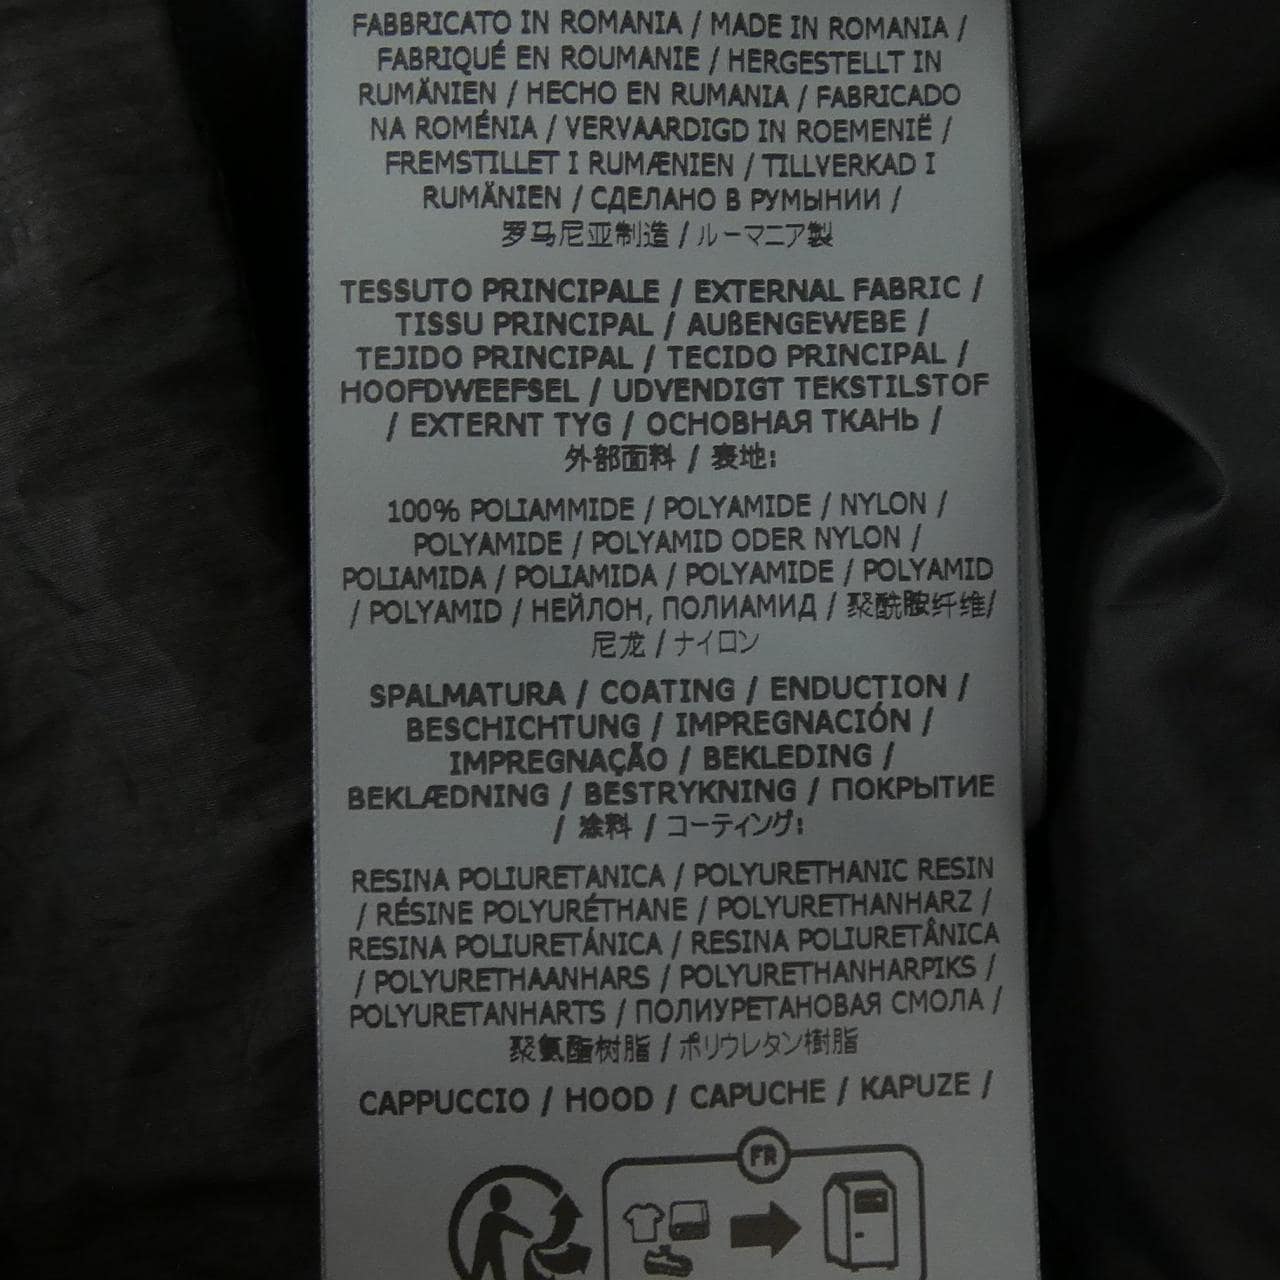 FABBRICATO IN ROMANIA / MADE IN ROMANIA /
FABRIQUÉ EN ROUMANIE / HERGESTELLT IN
RUMÄNIEN / HECHO EN RUMANIA / FABRICADO
NA ROMÉNIA / VERVAARDIGD IN ROEMENIË /
FREMSTILLET I RUMÆNIEN / TILLVERKAD I
RUMÄNIEN / СДЕЛАНО В РУМЫНИИ /
罗马尼亚制造 / ルーマニア製
TESSUTO PRINCIPALE / EXTERNAL FABRIC /
TISSU PRINCIPAL / AUßENGEWEBE /
TEJIDO PRINCIPAL / TECIDO PRINCIPAL /
HOOFDWEEFSEL / UDVENDIGT TEKSTILSTOF
/ EXTERNT TYG / ОСНОВНАЯ ТКАНЬ /
外部面料 / 表地:
100% POLIAMMIDE / POLYAMIDE / NYLON /
POLYAMIDE / POLYAMID ODER NYLON /
POLIAMIDA / POLIAMIDA / POLYAMIDE / POLYAMID
/ POLYAMID / НЕЙЛОН, ПОЛИАМИД / 聚酰胺纤维/
尼龙 / ナイロン
SPALMATURA / COATING / ENDUCTION /
BESCHICHTUNG / IMPREGNACIÓN /
IMPREGNAÇÃO / BEKLEDING /
BEKLÆDNING / BESTRYKNING / ПОКРЫТИЕ
/ 涂料 / コーティング:
RESINA POLIURETANICA / POLYURETHANIC RESIN
/ RÉSINE POLYURÉTHANE / POLYURETHANHARZ /
RESINA POLIURETÁNICA / RESINA POLIURETÂNICA
/ POLYURETHAANHARS / POLYURETHANHARPIKS /
POLYURETANHARTS / ПОЛИУРЕТАНОВАЯ СМОЛА /
聚氨酯树脂 / ポリウレタン樹脂
CAPPUCCIO / HOOD / CAPUCHE / KAPUZE /
FR